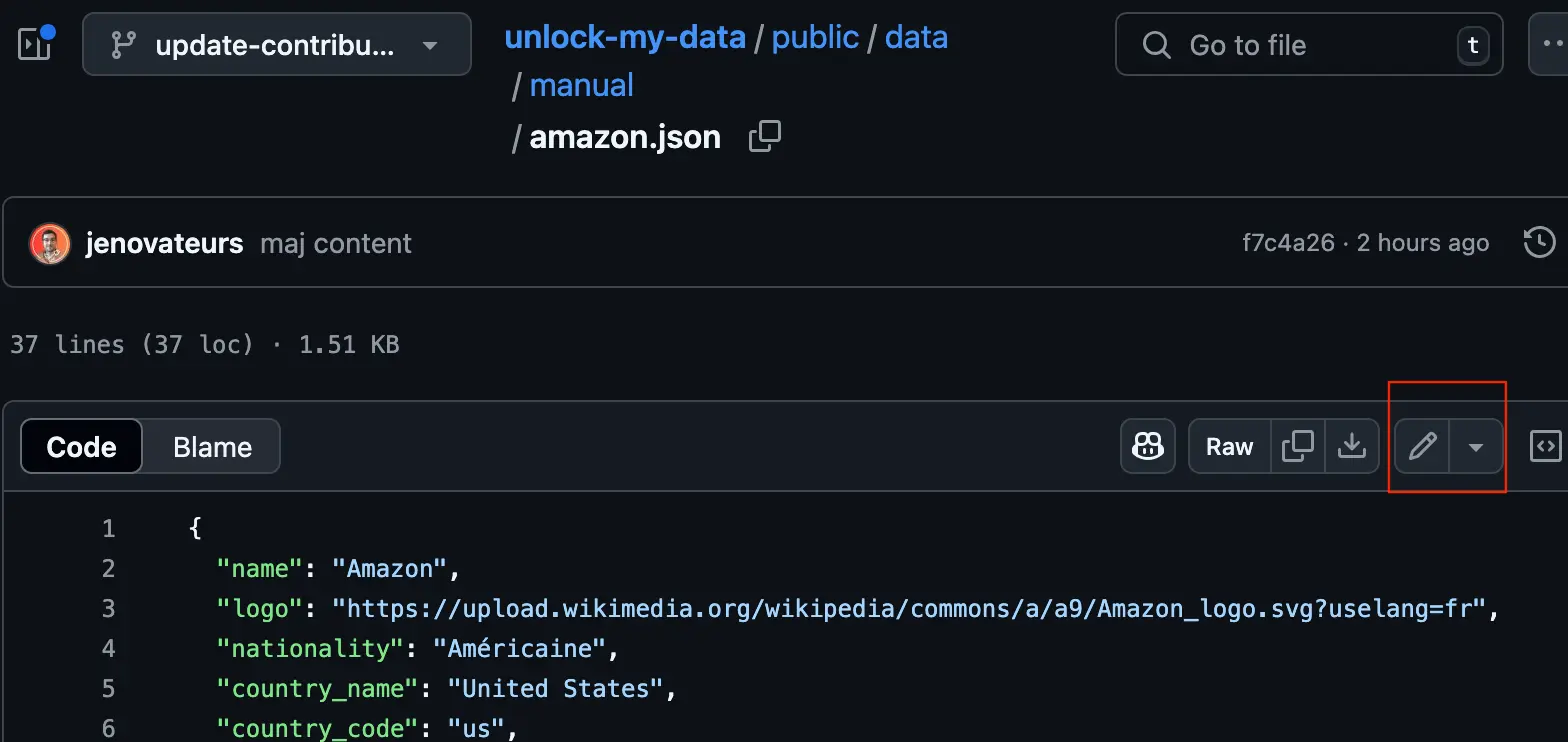 update-contribu...
unlock-my-data / public / data
/ manual
/ amazon.json
Go to file
t
jenovateurs maj content
f7c4a26 · 2 hours ago
37 lines (37 loc) · 1.51 KB
Code Blame
Raw
1 {
2 "name": "Amazon",
3 "logo": "https://upload.wikimedia.org/wikipedia/commons/a/a9/Amazon_logo.svg?uselang=fr",
4 "nationality": "Américaine",
5 "country_name": "United States",
6 "country_code": "us",